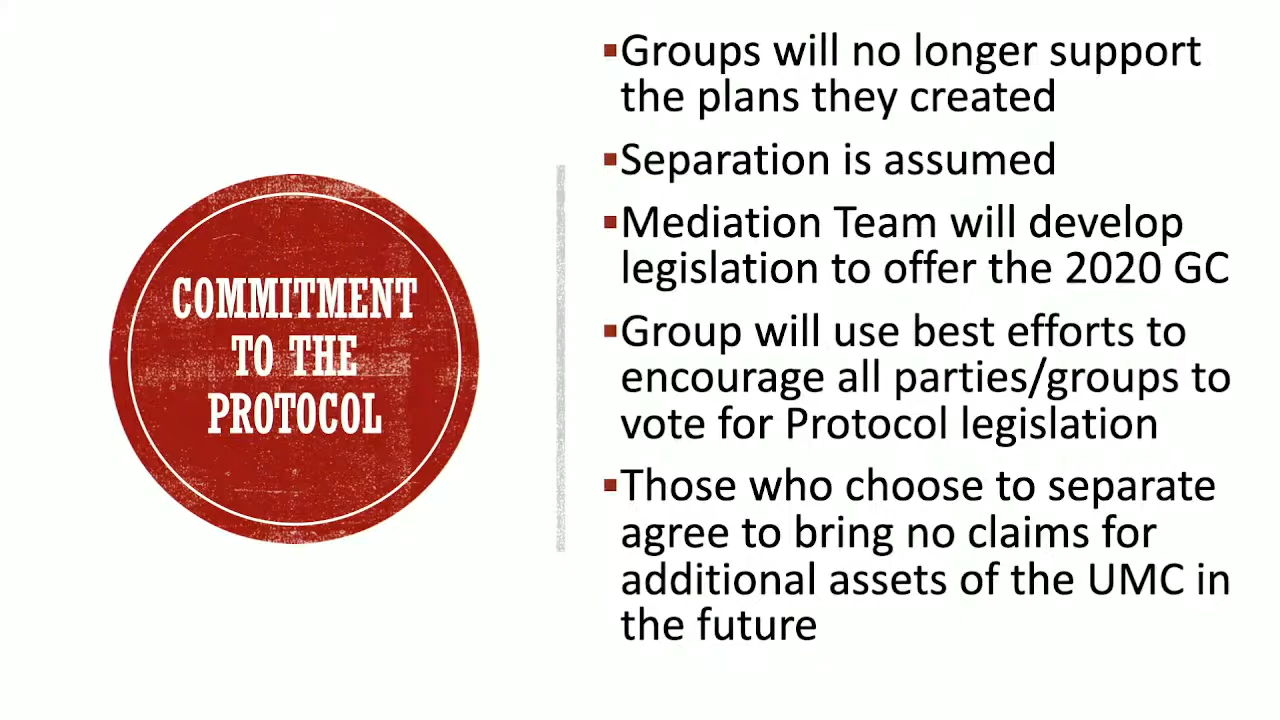 COMMITMENT
TO THE
PROTOCOL
▪Groups will no longer support
the plans they created
▪Separation is assumed
▪Mediation Team will develop
legislation to offer the 2020 GC
▪Group will use best efforts to
encourage all parties/groups to
vote for Protocol legislation
▪Those who choose to separate
agree to bring no claims for
additional assets of the UMC in
the future